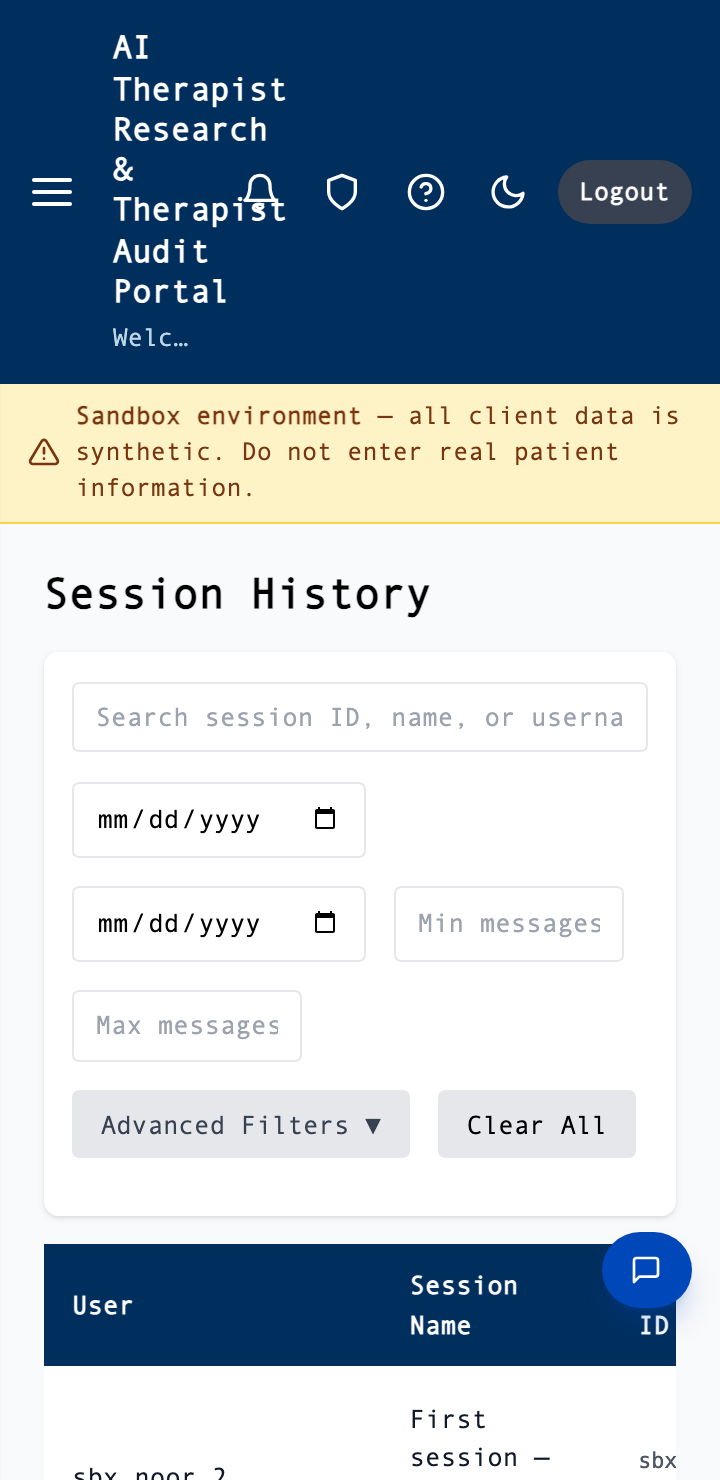 AI
Therapist
Research
&
Therapist
Audit
Portal
Welc…
Logout
Sandbox environment — all client data is
synthetic. Do not enter real patient
information.
Session History
Search session ID, name, or userna
mm/dd/yyyy
mm/dd/yyyy
Min messages
Max messages
Advanced Filters ▼
Clear All
User
Session
Name
ID
First
session —
sbx
sbx_noor_2